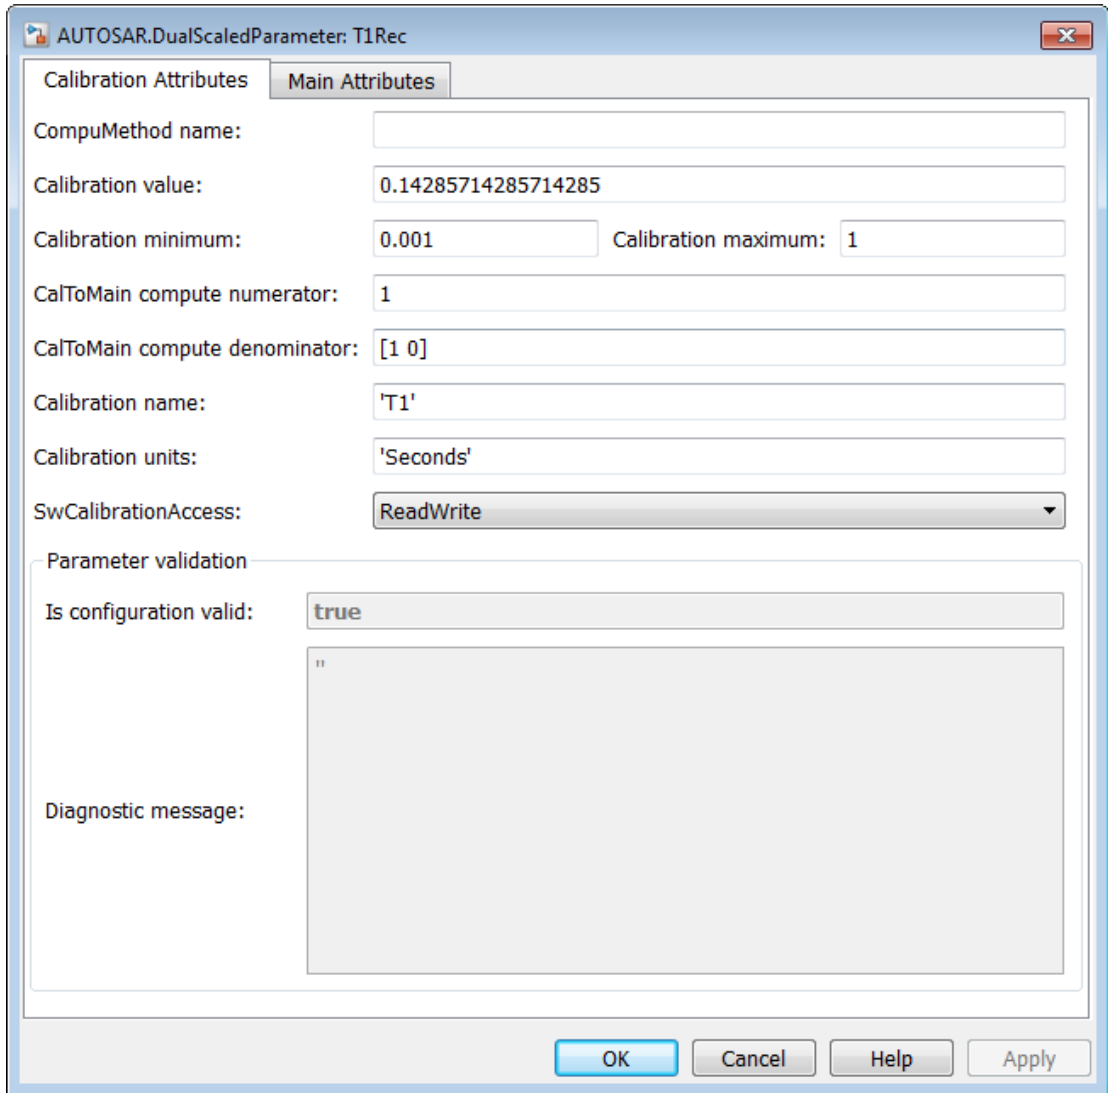 AUTOSAR.DualScaledParameter: T1Rec
Calibration Attributes Main Attributes
CompuMethod name:
Calibration value: 0.14285714285714285
Calibration minimum: 0.001 Calibration maximum: 1
CalToMain compute numerator: 1
CalToMain compute denominator: [1 0]
Calibration name: 'T1'
Calibration units: 'Seconds'
SwCalibrationAccess: ReadWrite
Parameter validation
Is configuration valid: true
''
Diagnostic message:
OK Cancel Help Apply